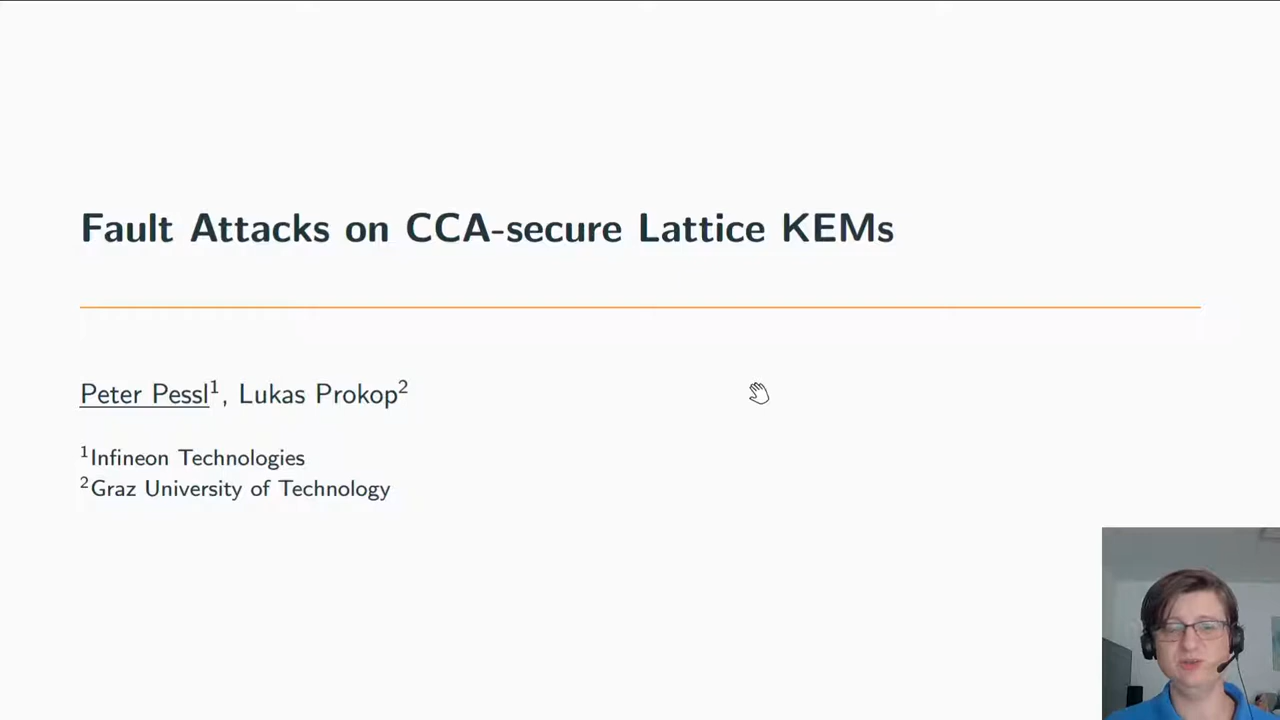 Fault Attacks on CCA-secure Lattice KEMs
Peter Pessl¹, Lukas Prokop²
¹Infineon Technologies
²Graz University of Technology